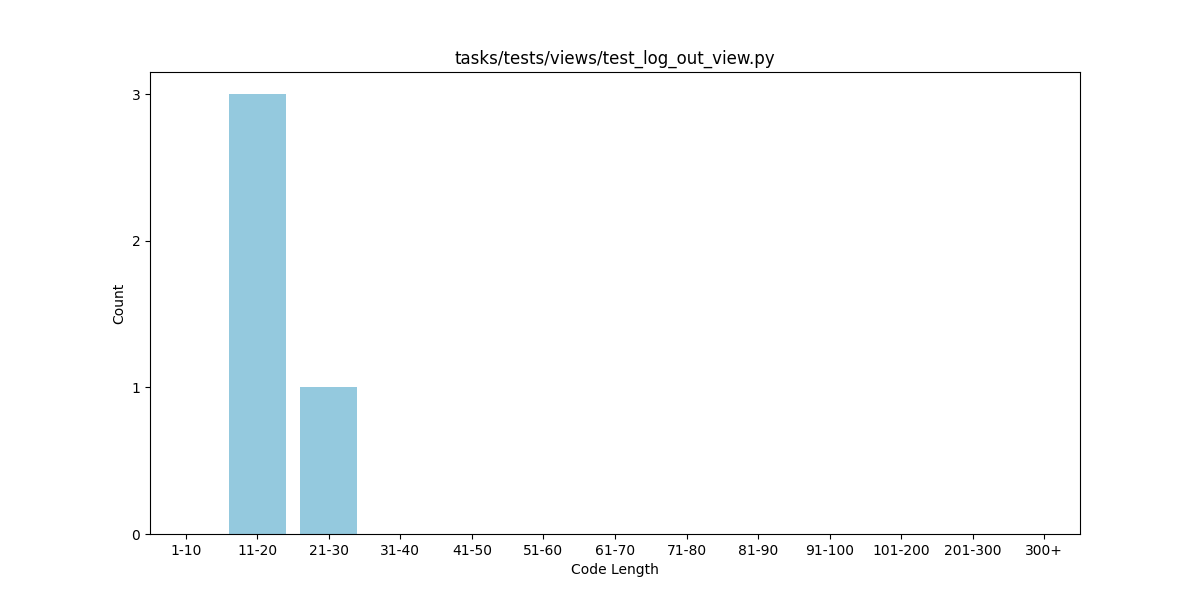 tasks/tests/views/test_log_out_view.py
3
2
1
0
Count
1-10 11-20 21-30 31-40 41-50 51-60 61-70 71-80 81-90 91-100 101-200 201-300 300+
Code Length